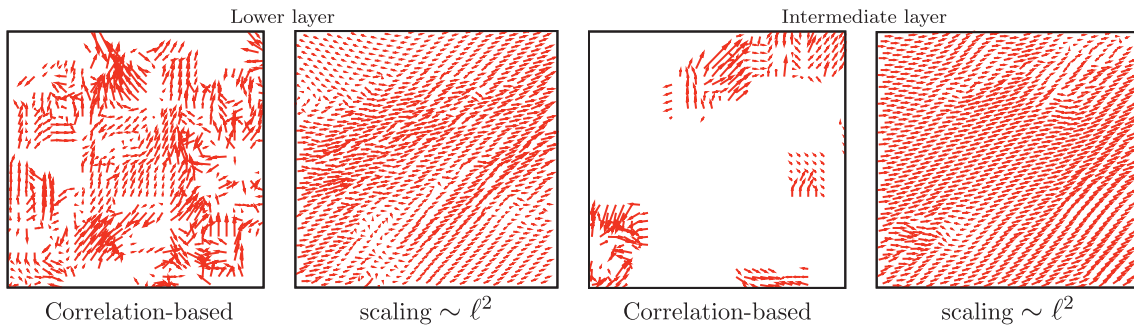 Lower layer
Intermediate layer
Correlation-based
scaling ∼ ℓ²
Correlation-based
scaling ∼ ℓ²